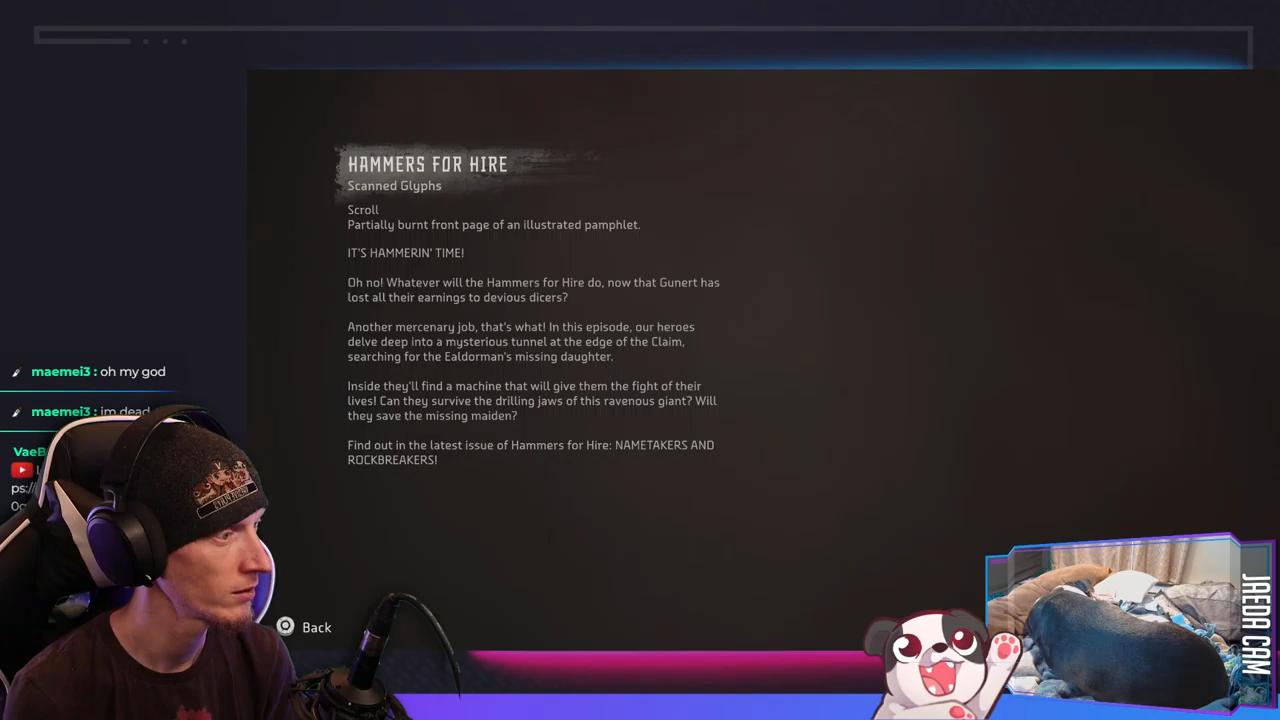 HAMMERS FOR HIRE
Scanned Glyphs
Scroll
Partially burnt front page of an illustrated pamphlet.
IT'S HAMMERIN' TIME!
Oh no! Whatever will the Hammers for Hire do, now that Gunert has
lost all their earnings to devious dicers?
Another mercenary job, that's what! In this episode, our heroes
delve deep into a mysterious tunnel at the edge of the Claim,
searching for the Ealdorman's missing daughter.
Inside they'll find a machine that will give them the fight of their
lives! Can they survive the drilling jaws of this ravenous giant? Will
they save the missing maiden?
Find out in the latest issue of Hammers for Hire: NAMETAKERS AND
ROCKBREAKERS!
maemei3 : oh my god
maemei3 : im dead
Back
JAEDA CAM